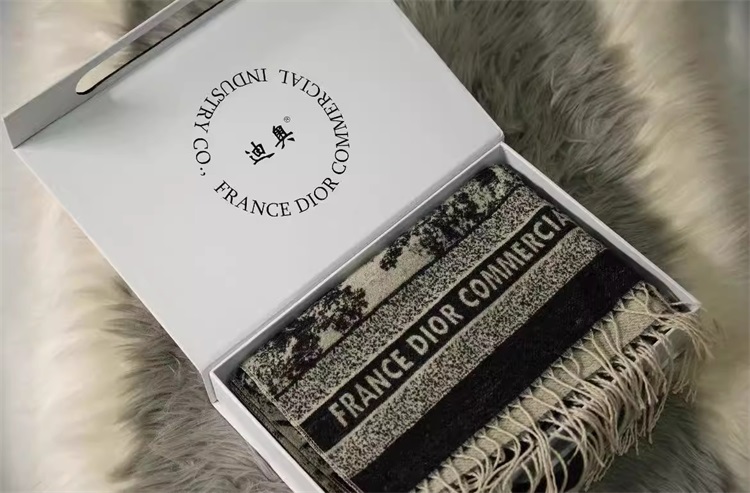 FRANCE DIOR COMMERCIAL INDUSTRY CO.,
迪奥®
FRANCE DIOR COMMERCIA